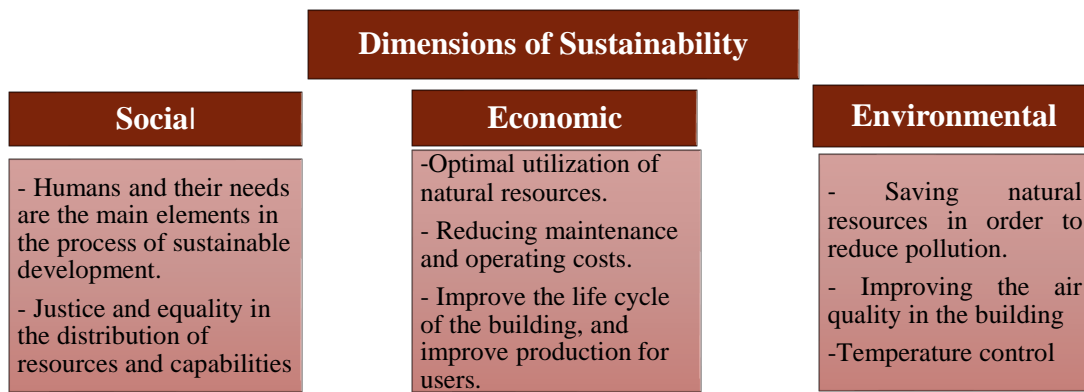 Dimensions of Sustainability
Social
- Humans and their needs
are the main elements in
the process of sustainable
development.
- Justice and equality in
the distribution of
resources and capabilities
Economic
-Optimal utilization of
natural resources.
- Reducing maintenance
and operating costs.
- Improve the life cycle
of the building, and
improve production for
users.
Environmental
- Saving natural
resources in order to
reduce pollution.
- Improving the air
quality in the building
-Temperature control